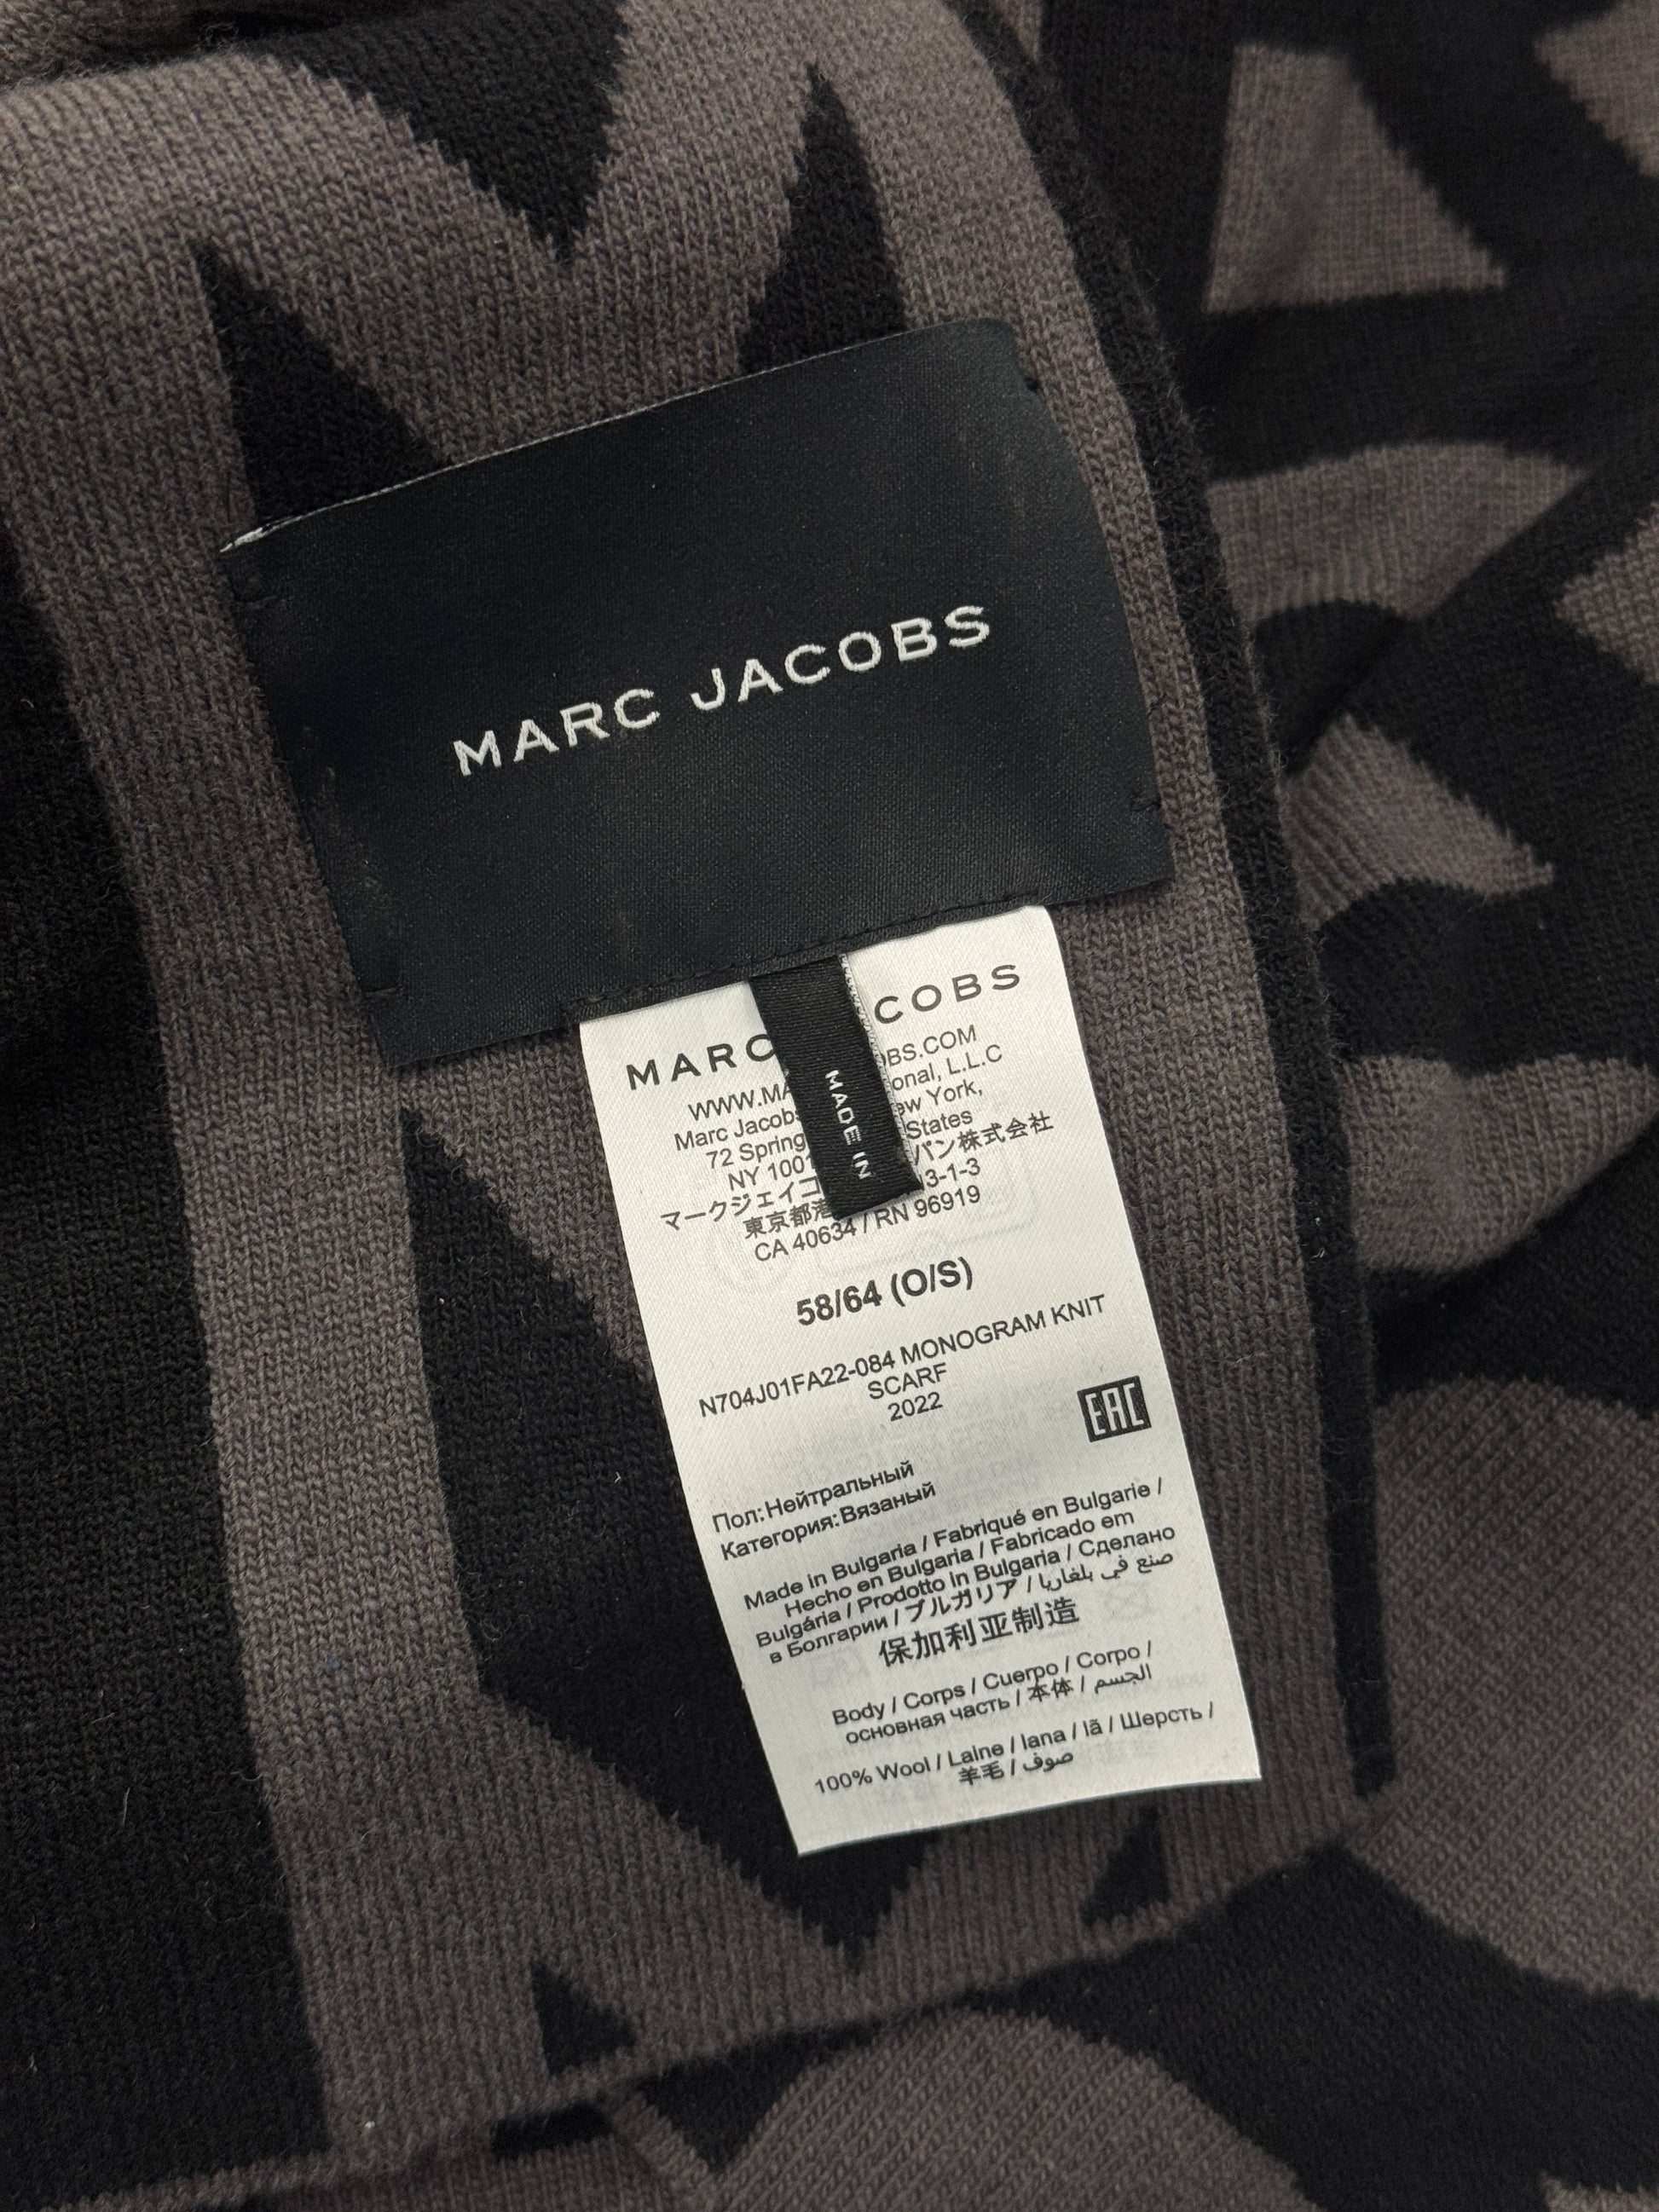 MARC JACOBS
MARC COBS
WWW.MA BS.COM
Marc Jacobs onal, L.L.C
72 Spring ew York,
NY 1001 States
マークジェイコ パン株式会社
東京都港 3-1-3
CA 40634 / RN 96919
MADE IN
58/64 (O/S)
N704J01FA22-084 MONOGRAM KNIT
SCARF
2022
EAC
Пол:Нейтральный
Категория:Вязаный
Made in Bulgaria / Fabriqué en Bulgarie /
Hecho en Bulgaria / Fabricado em
Bulgária / Prodotto in Bulgaria / Сделано
в Болгарии / ブルガリア / صنع في بلغاريا
保加利亚制造
Body / Corps / Cuerpo / Corpo /
основная часть / 本体 / الجسم
100% Wool / Laine / lana / lã / Шерсть /
羊毛 / صوف